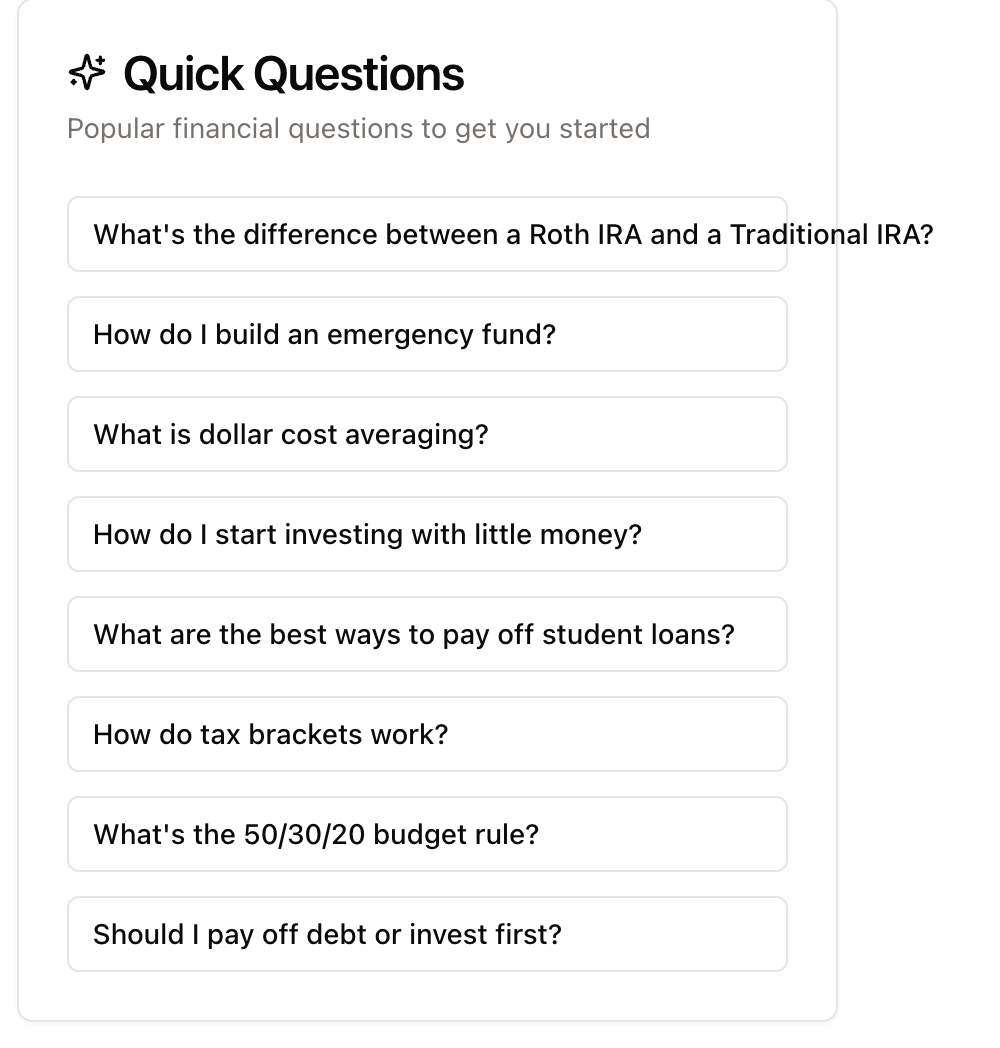 Quick Questions
Popular financial questions to get you started
What's the difference between a Roth IRA and a Traditional IRA?
How do I build an emergency fund?
What is dollar cost averaging?
How do I start investing with little money?
What are the best ways to pay off student loans?
How do tax brackets work?
What's the 50/30/20 budget rule?
Should I pay off debt or invest first?